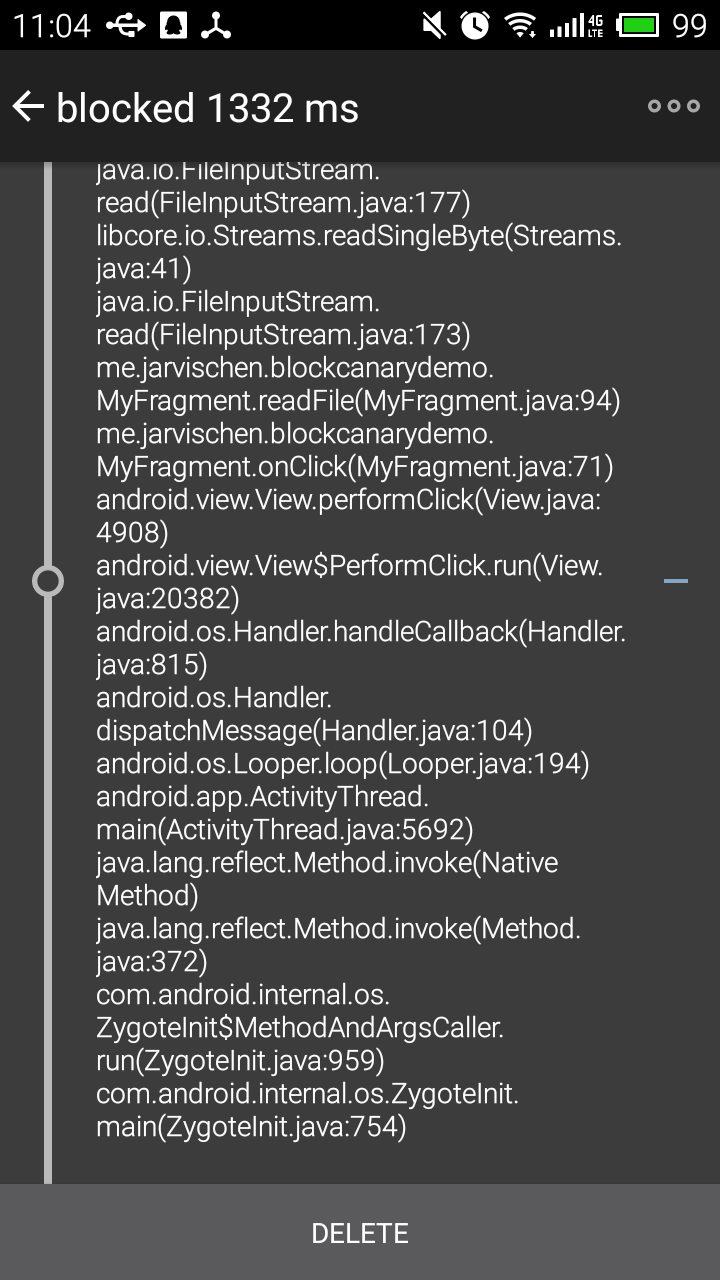 11:04
4G
LTE
99
blocked 1332 ms
java.io.FileInputStream.
read(FileInputStream.java:177)
libcore.io.Streams.readSingleByte(Streams.
java:41)
java.io.FileInputStream.
read(FileInputStream.java:173)
me.jarvischen.blockcanarydemo.
MyFragment.readFile(MyFragment.java:94)
me.jarvischen.blockcanarydemo.
MyFragment.onClick(MyFragment.java:71)
android.view.View.performClick(View.java:
4908)
android.view.View$PerformClick.run(View.
java:20382)
android.os.Handler.handleCallback(Handler.
java:815)
android.os.Handler.
dispatchMessage(Handler.java:104)
android.os.Looper.loop(Looper.java:194)
android.app.ActivityThread.
main(ActivityThread.java:5692)
java.lang.reflect.Method.invoke(Native
Method)
java.lang.reflect.Method.invoke(Method.
java:372)
com.android.internal.os.
ZygoteInit$MethodAndArgsCaller.
run(ZygoteInit.java:959)
com.android.internal.os.ZygoteInit.
main(ZygoteInit.java:754)
DELETE